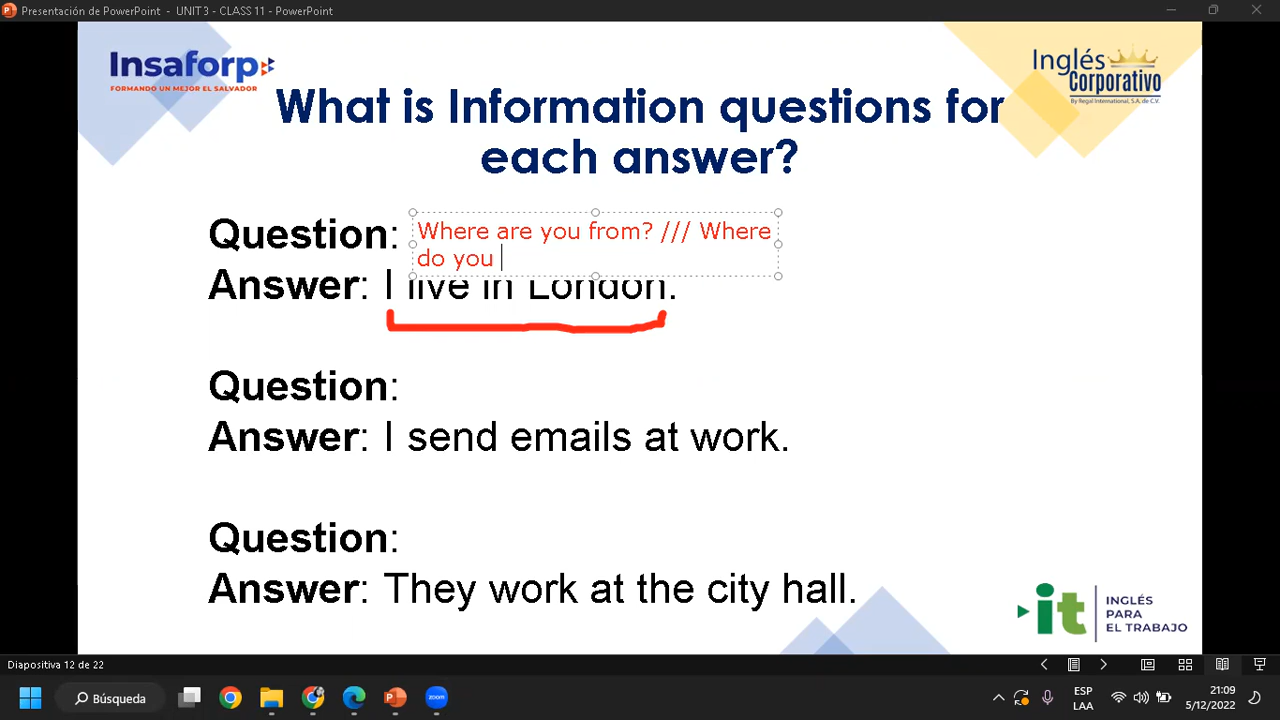 Presentación de PowerPoint - UNIT 3 - CLASS 11 - PowerPoint
Insaforp
FORMANDO UN MEJOR EL SALVADOR
Inglés
Corporativo
By Regal International, S.A. de C.V.
What is Information questions for
each answer?
Question:
Where are you from? /// Where
do you
Answer: I live in London.
Question:
Answer: I send emails at work.
Question:
Answer: They work at the city hall.
it
INGLÉS
PARA
EL TRABAJO
Diapositiva 12 de 22
Búsqueda
zoom
ESP
LAA
21:09
5/12/2022